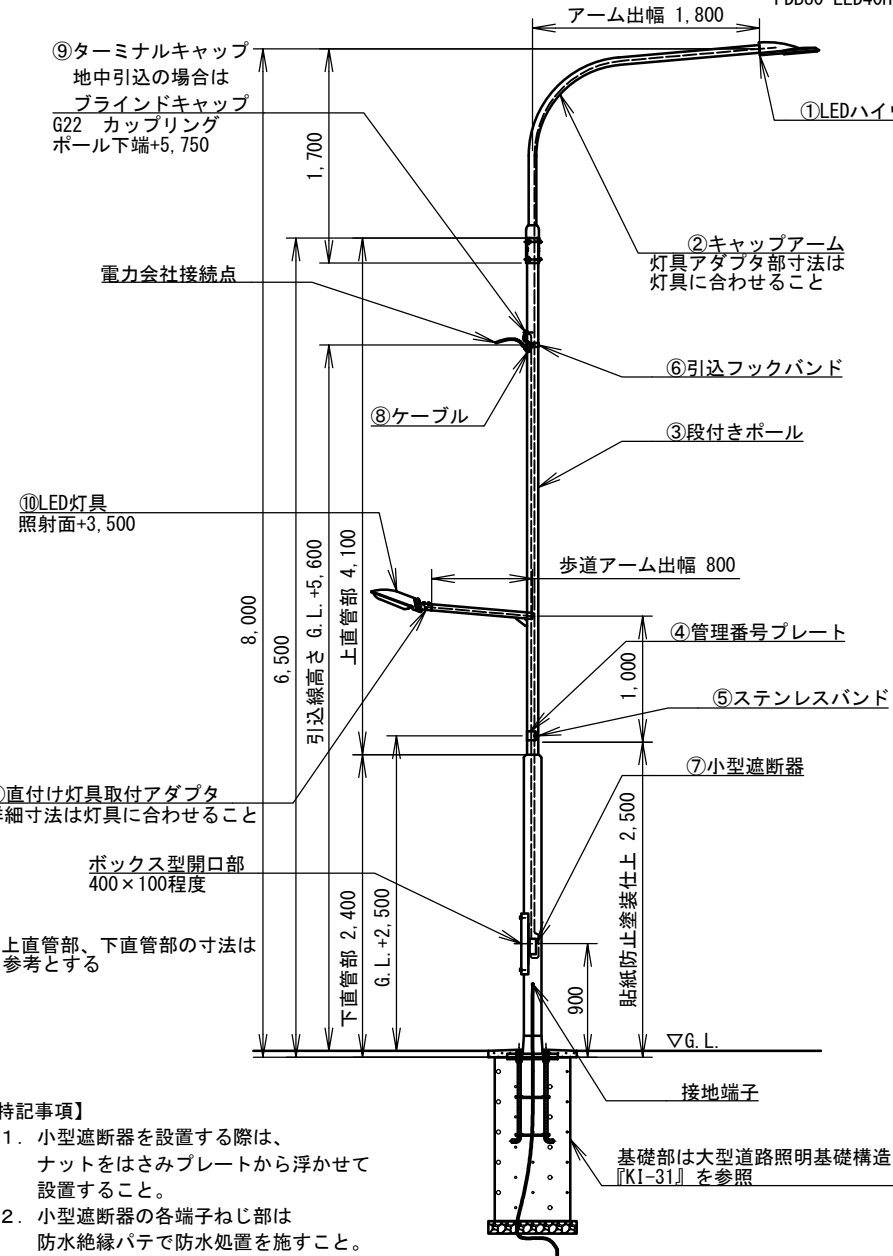 アーム出幅 1,800
⑨ターミナルキャップ
地中引込の場合は
ブラインドキャップ
G22 カップリング
ポール下端+5,750
1,700
②キャップアーム
灯具アダプタ部寸法は
灯具に合わせること
電力会社接続点
⑥引込フックバンド
⑧ケーブル
③段付きポール
⑩LED灯具
照射面+3,500
歩道アーム出幅 800
8,000
6,500
引込線高さ G.L.+5,600
上直管部 4,100
④管理番号プレート
1,000
⑤ステンレスバンド
直付け灯具取付アダプタ
詳細寸法は灯具に合わせること
⑦小型遮断器
ボックス型開口部
400×100程度
下直管部 2,400
G.L.+2,500
900
貼紙防止塗装仕上 2,500
上直管部、下直管部の寸法は
参考とする
▽G.L.
接地端子
特記事項】
1. 小型遮断器を設置する際は、
ナットをはさみプレートから浮かせて
設置すること。
2. 小型遮断器の各端子ねじ部は
防水絶縁パテで防水処置を施すこと。
基礎部は大型道路照明基礎構造
『KI-31』を参照